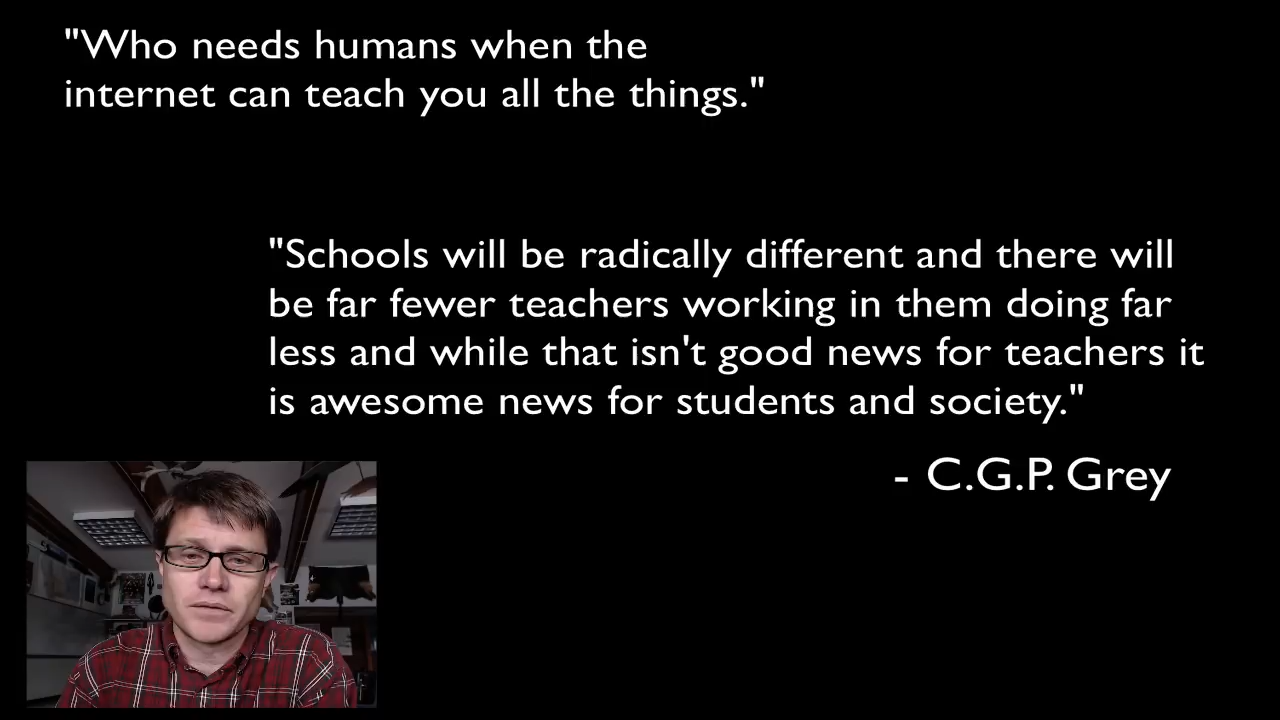 "Who needs humans when the
internet can teach you all the things."
"Schools will be radically different and there will
be far fewer teachers working in them doing far
less and while that isn't good news for teachers it
is awesome news for students and society."
- C.G.P. Grey